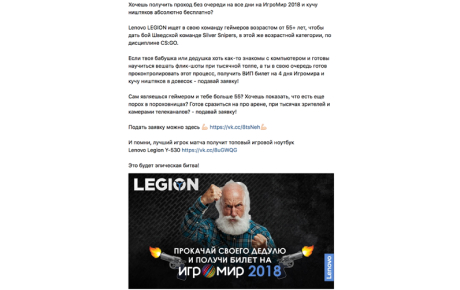 Хочешь получить проход без очереди на все дни на ИгроМир 2018 и кучу
ништяков абсолютно бесплатно?
Lenovo LEGION ищет в свою команду геймеров возрастом от 55+ лет, чтобы
дать бой Шведской команде Silver Snipers, в этой же возрастной категории, по
дисциплине CS:GO.
Если твоя бабушка или дедушка хоть как-то знакомы с компьютером и готовы
научиться вешать флик-шоты при тысячной толпе, а ты в свою очередь готов
проконтролировать этот процесс, получить ВИП билет на 4 дня Игромира и
кучу ништяков в довесок - подавай заявку!
Сам являешься геймером и тебе больше 55? Хочешь показать, что есть еще
порох в пороховницах? Готов сразиться на про арене, при тысячах зрителей и
камерами телеканалов? - подавай заявку!
Подать заявку можно здесь 💪🏻 https://vk.cc/8teNeh 💪🏻
И помни, лучший игрок матча получит топовый игровой ноутбук
Lenovo Legion Y-530 https://vk.cc/8uGWQG
Это будет эпическая битва!
LEGION
ПРОКАЧАЙ СВОЕГО ДЕДУЛЮ
И ПОЛУЧИ БИЛЕТ НА
ИГРОМИР 2018
Lenovo